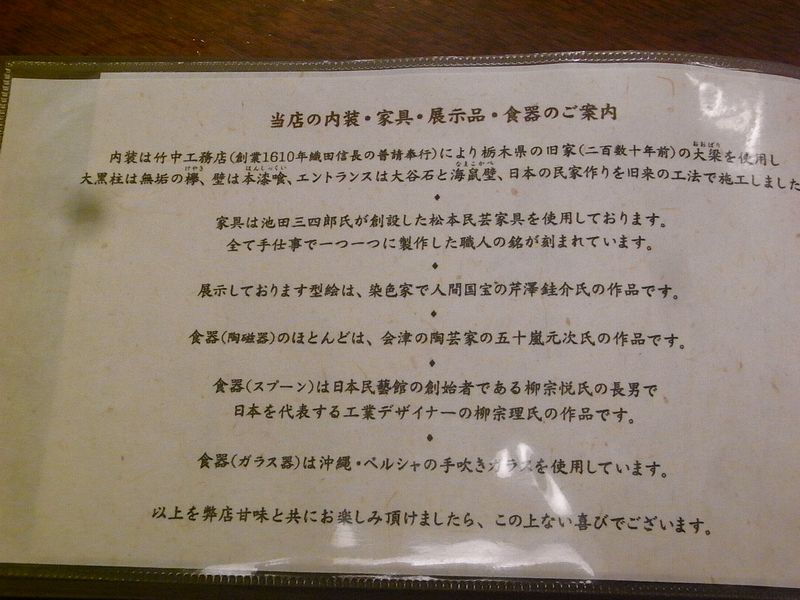 当店の内装・家具・展示品・食器のご案内
内装は竹中工務店(創業1610年織田信長の普請奉行)により栃木県の旧家(二百数十年前)の大梁を使用し
大黒柱は無垢の欅、壁は本漆喰、エントランスは大谷石と海鼠壁、日本の民家作りを旧来の工法で施工しました
家具は池田三四郎氏が創設した松本民芸家具を使用しております。
全て手仕事で一つ一つに製作した職人の銘が刻まれています。
展示しております型絵は、染色家で人間国宝の芹澤銈介氏の作品です。
食器(陶磁器)のほとんどは、会津の陶芸家の五十嵐元次氏の作品です。
食器(スプーン)は日本民藝館の創始者である柳宗悦氏の長男で
日本を代表する工業デザイナーの柳宗理氏の作品です。
食器(ガラス器)は沖縄・ペルシャの手吹きガラスを使用しています。
以上を弊店甘味と共にお楽しみ頂けましたら、この上ない喜びでございます。